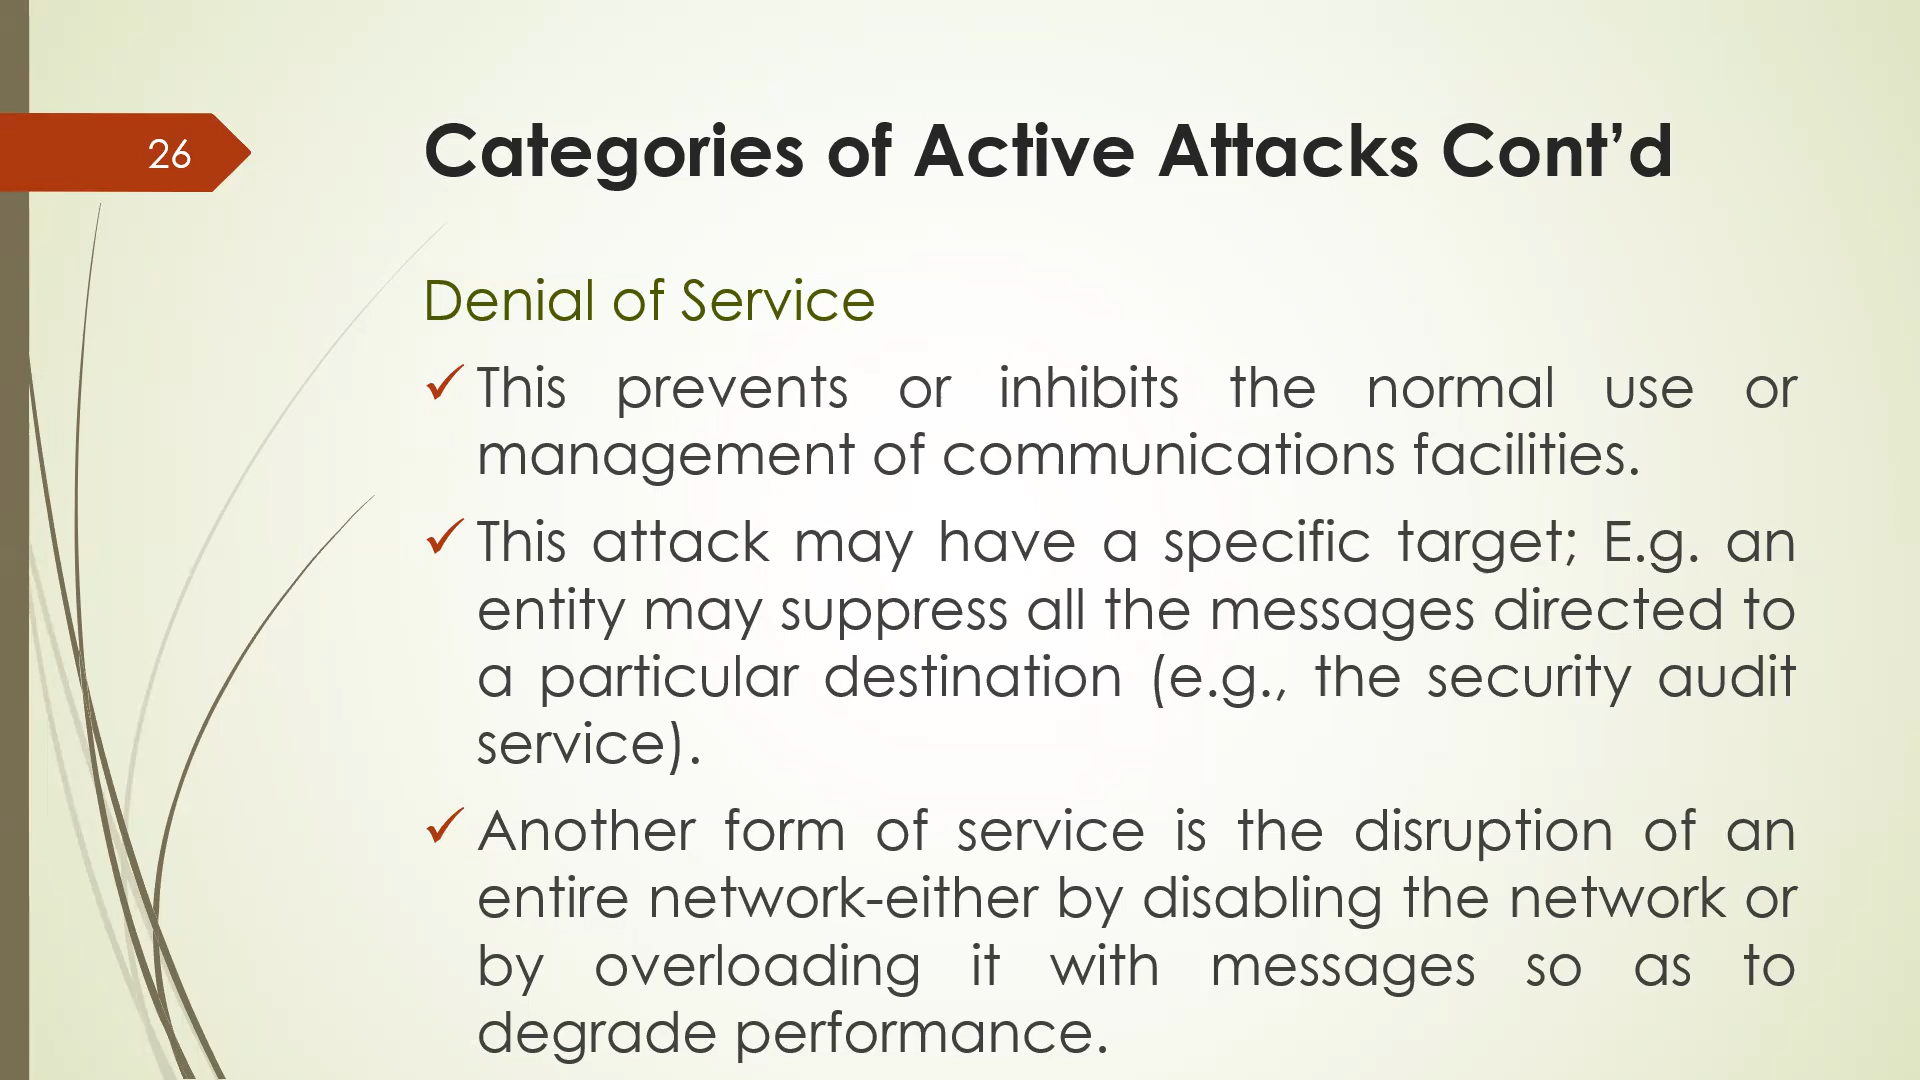 26
Categories of Active Attacks Cont’d
Denial of Service
✓ This prevents or inhibits the normal use or
management of communications facilities.
✓ This attack may have a specific target; E.g. an
entity may suppress all the messages directed to
a particular destination (e.g., the security audit
service).
✓ Another form of service is the disruption of an
entire network-either by disabling the network or
by overloading it with messages so as to
degrade performance.